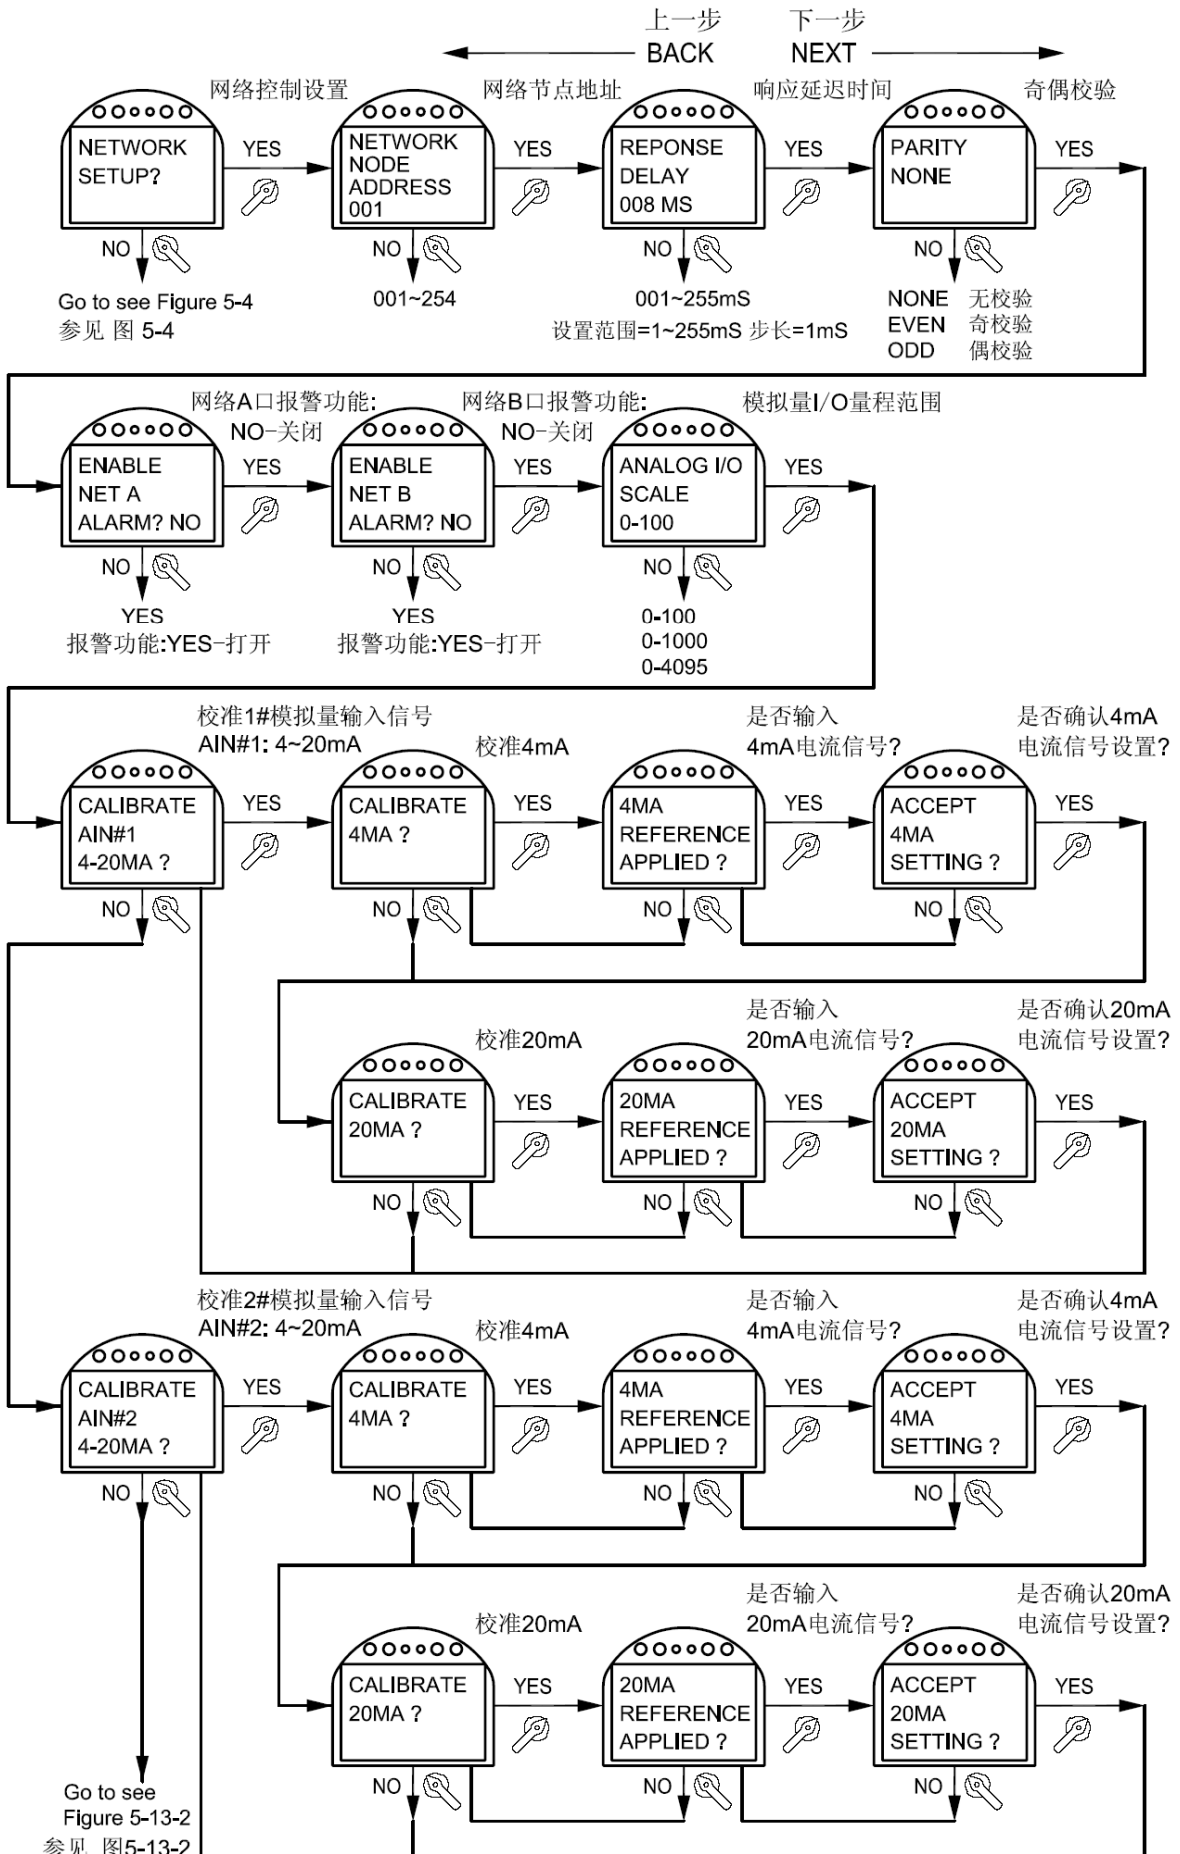 上一步 下一步
BACK NEXT
网络控制设置 网络节点地址 响应延迟时间 奇偶校验
NETWORK
SETUP?
YES
NETWORK
NODE
ADDRESS
001
YES
REPONSE
DELAY
008 MS
YES
PARITY
NONE
YES
NO NO NO NO
Go to see Figure 5-4
参见 图 5-4
001~254
001~255mS
设置范围=1~255mS 步长=1mS
NONE 无校验
EVEN 奇校验
ODD 偶校验
网络A口报警功能:
NO-关闭
网络B口报警功能:
NO-关闭
模拟量I/O量程范围
ENABLE
NET A
ALARM? NO
YES
ENABLE
NET B
ALARM? NO
YES
ANALOG I/O
SCALE
0-100
YES
NO NO NO
YES
报警功能:YES-打开
YES
报警功能:YES-打开
0-100
0-1000
0-4095
校准1#模拟量输入信号
AIN#1: 4~20mA
校准4mA
是否输入
4mA电流信号?
是否确认4mA
电流信号设置?
CALIBRATE
AIN#1
4-20MA ?
YES
CALIBRATE
4MA ?
YES
4MA
REFERENCE
APPLIED ?
YES
ACCEPT
4MA
SETTING ?
YES
NO NO NO NO
校准20mA
是否输入
20mA电流信号?
是否确认20mA
电流信号设置?
CALIBRATE
20MA ?
YES
20MA
REFERENCE
APPLIED ?
YES
ACCEPT
20MA
SETTING ?
YES
NO NO NO
校准2#模拟量输入信号
AIN#2: 4~20mA
校准4mA
是否输入
4mA电流信号?
是否确认4mA
电流信号设置?
CALIBRATE
AIN#2
4-20MA ?
YES
CALIBRATE
4MA ?
YES
4MA
REFERENCE
APPLIED ?
YES
ACCEPT
4MA
SETTING ?
YES
NO NO NO NO
校准20mA
是否输入
20mA电流信号?
是否确认20mA
电流信号设置?
CALIBRATE
20MA ?
YES
20MA
REFERENCE
APPLIED ?
YES
ACCEPT
20MA
SETTING ?
YES
NO NO NO
Go to see
Figure 5-13-2
参见 图5-13-2